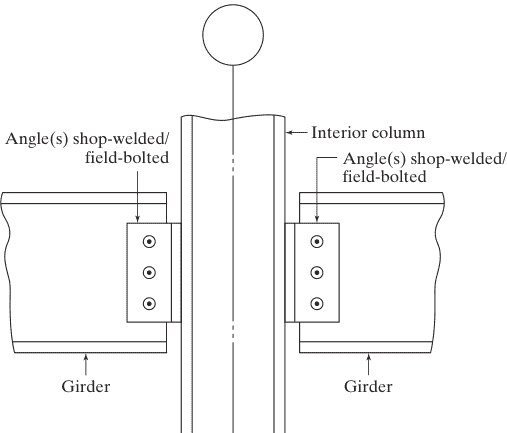 Interior column
Angle(s) shop-welded/
field-bolted
Angle(s) shop-welded/
field-bolted
Girder
Girder